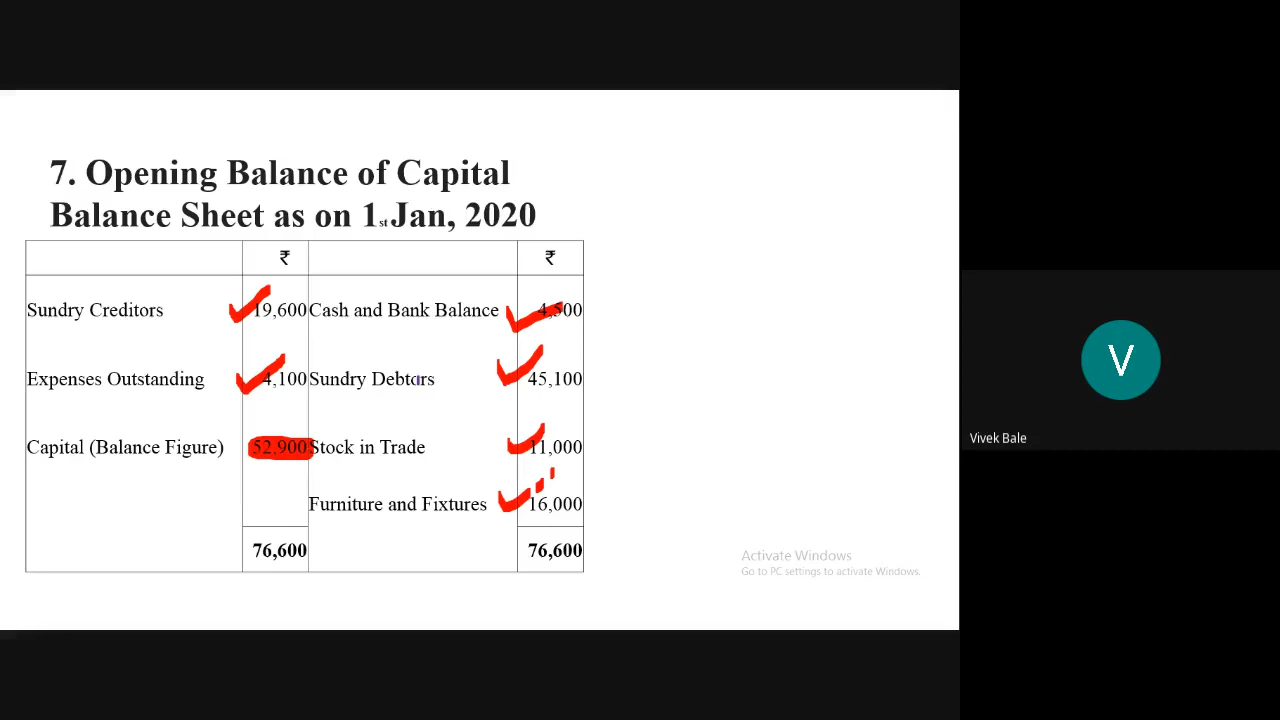 7. Opening Balance of Capital
Balance Sheet as on 1st Jan, 2020
₹ ₹
Sundry Creditors 19,600 Cash and Bank Balance 4,500
Expenses Outstanding 4,100 Sundry Debtors 45,100
Capital (Balance Figure) 52,900 Stock in Trade 11,000
Furniture and Fixtures 16,000
76,600 76,600
Activate Windows
Go to PC settings to activate Windows.
V
Vivek Bale